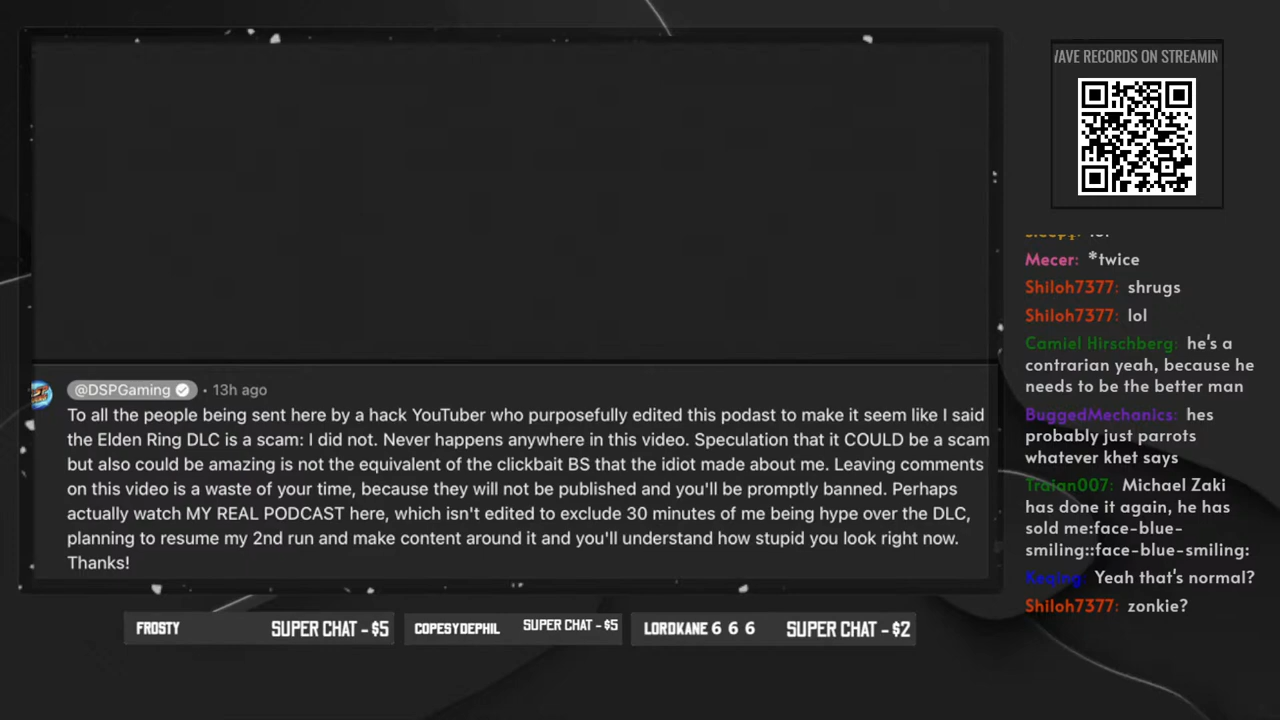 WAVE RECORDS ON STREAMIN
@DSPGaming • 13h ago
To all the people being sent here by a hack YouTuber who purposefully edited this podast to make it seem like I said
the Elden Ring DLC is a scam: I did not. Never happens anywhere in this video. Speculation that it COULD be a scam
but also could be amazing is not the equivalent of the clickbait BS that the idiot made about me. Leaving comments
on this video is a waste of your time, because they will not be published and you'll be promptly banned. Perhaps
actually watch MY REAL PODCAST here, which isn't edited to exclude 30 minutes of me being hype over the DLC,
planning to resume my 2nd run and make content around it and you'll understand how stupid you look right now.
Thanks!
Mecer: *twice
Shiloh7377: shrugs
Shiloh7377: lol
Camiel Hirschberg: he's a
contrarian yeah, because he
needs to be the better man
BuggedMechanics: hes
probably just parrots
whatever khet says
Traian007: Michael Zaki
has done it again, he has
sold me:face-blue-
smiling::face-blue-smiling:
Keqing: Yeah that's normal?
Shiloh7377: zonkie?
FROSTY SUPER CHAT - $5
COPESYDEPHIL SUPER CHAT - $5
LORDKANE 6 6 6 SUPER CHAT - $2